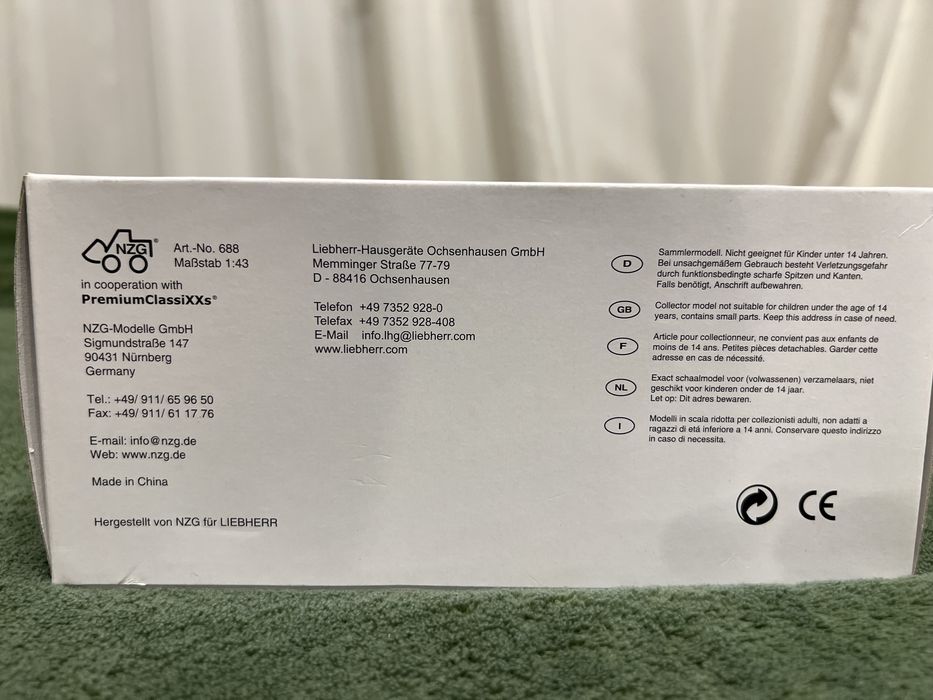 NZG®
Art.-No. 688
Maßstab 1:43
in cooperation with
PremiumClassiXXs®
NZG-Modelle GmbH
Sigmundstraße 147
90431 Nürnberg
Germany
Tel.: +49/ 911/ 65 96 50
Fax: +49/ 911/ 61 17 76
E-mail: info@nzg.de
Web: www.nzg.de
Made in China
Hergestellt von NZG für LIEBHERR
Liebherr-Hausgeräte Ochsenhausen GmbH
Memminger Straße 77-79
D - 88416 Ochsenhausen
Telefon +49 7352 928-0
Telefax +49 7352 928-408
E-Mail info.lhg@liebherr.com
www.liebherr.com
D
Sammlermodell. Nicht geeignet für Kinder unter 14 Jahren.
Bei unsachgemäßem Gebrauch besteht Verletzungsgefahr
durch funktionsbedingte scharfe Spitzen und Kanten.
Falls benötigt, Anschrift aufbewahren.
GB
Collector model not suitable for children under the age of 14
years, contains small parts. Keep this address in case of need.
F
Article pour collectionneur, ne convient pas aux enfants de
moins de 14 ans. Petites pièces detachables. Garder cette
adresse en cas de nécessité.
NL
Exact schaalmodel voor (volwassenen) verzamelaars, niet
geschikt voor kinderen onder de 14 jaar.
Let op: Dit adres bewaren.
I
Modelli in scala ridotta per collezionisti adulti, non adatti a
ragazzi di etá inferiore a 14 anni. Conservare questo indirizzo
in caso di necessita.
CE